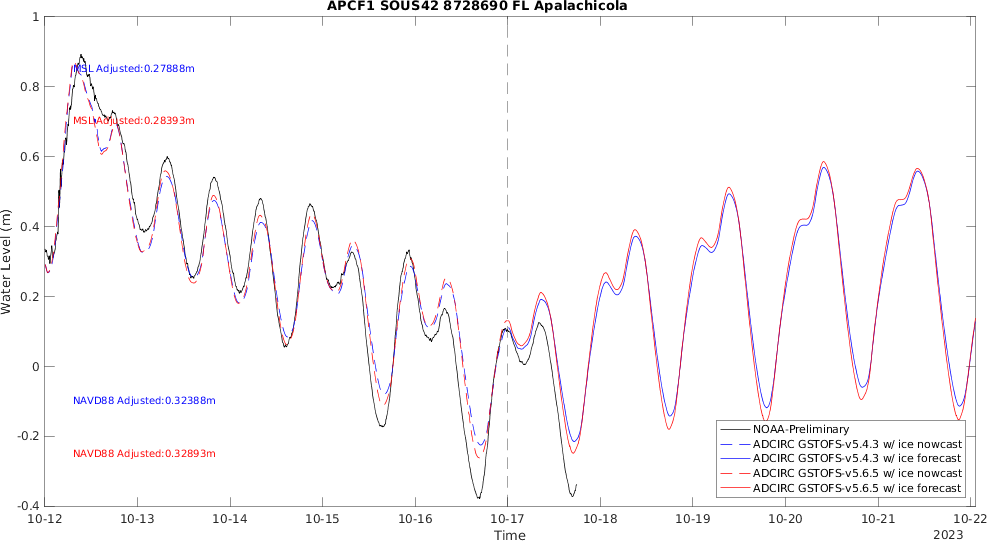 APCF1 SOUS42 8728690 FL Apalachicola
Water Level (m)
1
0.8
0.6
0.4
0.2
0
-0.2
-0.4
MSL Adjusted:0.27888m
MSL Adjusted:0.28393m
NAVD88 Adjusted:0.32388m
NAVD88 Adjusted:0.32893m
NOAA-Preliminary
ADCIRC GSTOFS-v5.4.3 w/ ice nowcast
ADCIRC GSTOFS-v5.4.3 w/ ice forecast
ADCIRC GSTOFS-v5.6.5 w/ ice nowcast
ADCIRC GSTOFS-v5.6.5 w/ ice forecast
10-12 10-13 10-14 10-15 10-16 10-17 10-18 10-19 10-20 10-21 10-22
Time
2023